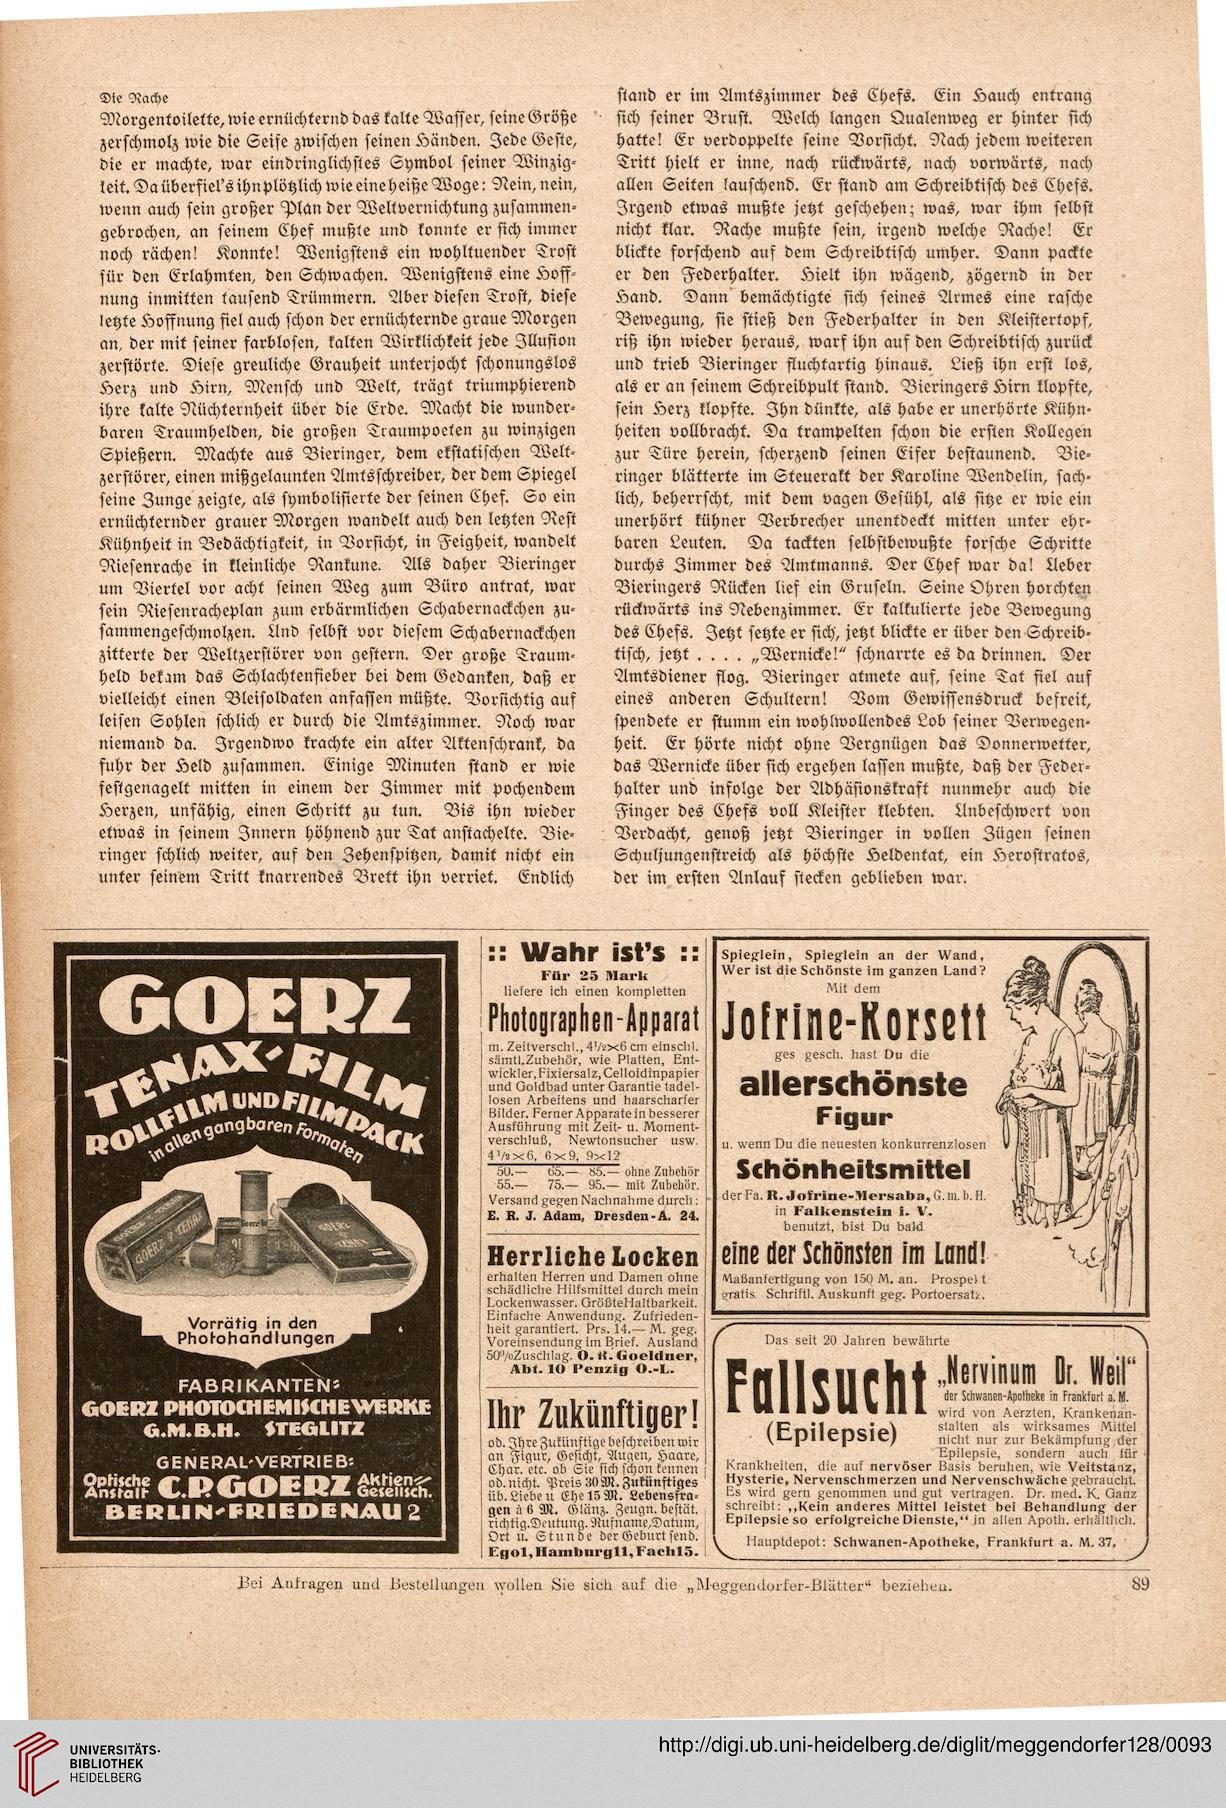 Die Rache
Morgentoilette, wie ernüchternd das kalte Wasser, seine Größe
zerschmolz wie die Seife zwischen seinen Händen. Jede Geste,
die er machte, war eindringlichstes Symbol seiner Winzig-
keit. Da überfiel's ihn plötzlich wie eine heiße Woge: Nein, nein,
wenn auch sein großer Plan der Weltvernichtung zusammen-
gebrochen, an seinem Chef mußte und konnte er sich immer
noch rächen! Konnte! Wenigstens ein wohltuender Trost
für den Erlahmten, den Schwachen. Wenigstens eine Hoff-
nung inmitten tausend Trümmern. Aber diesen Trost, diese
letzte Hoffnung fiel auch schon der ernüchternde graue Morgen
an, der mit seiner farblosen, kalten Wirklichkeit jede Illusion
zerstörte. Diese greuliche Grauheit unterjocht schonungslos
Herz und Hirn, Mensch und Welt, trägt triumphierend
ihre kalte Nüchternheit über die Erde. Macht die wunder-
baren Traumhelden, die großen Traumpoeten zu winzigen
Spießern. Machte aus Bieringer, dem ekstatischen Welt-
zerstörer, einen mißgelaunten Amtsschreiber, der dem Spiegel
seine Zunge zeigte, als symbolisierte der seinen Chef. So ein
ernüchternder grauer Morgen wandelt auch den letzten Rest
Kühnheit in Bedächtigkeit, in Vorsicht, in Feigheit, wandelt
Riesenrache in kleinliche Rankune. Als daher Bieringer
um Viertel vor acht seinen Weg zum Büro antrat, war
sein Riesenracheplan zum erbärmlichen Schabernackchen zu-
sammengeschmolzen. Und selbst vor diesem Schabernackchen
zitterte der Weltzerstörer von gestern. Der große Traum-
held bekam das Schlachtenfieber bei dem Gedanken, daß er
vielleicht einen Bleisoldaten anfassen müßte. Vorsichtig auf
leisen Sohlen schlich er durch die Amtszimmer. Noch war
niemand da. Irgendwo krachte ein alter Aktenschrank, da
fuhr der Held zusammen. Einige Minuten stand er wie
festgenagelt mitten in einem der Zimmer mit pochendem
Herzen, unfähig, einen Schritt zu tun. Bis ihn wieder
etwas in seinem Innern höhnend zur Tat anstachelte. Bie-
ringer schlich weiter, auf den Zehenspitzen, damit nicht ein
unter seinem Tritt knarrendes Brett ihn verriet. Endlich
stand er im Amtszimmer des Chefs. Ein Hauch entrang
sich seiner Brust. Welch langen Qualenweg er hinter sich
hatte! Er verdoppelte seine Vorsicht. Nach jedem weiteren
Tritt hielt er inne, nach rückwärts, nach vorwärts, nach
allen Seiten lauschend. Er stand am Schreibtisch des Chefs.
Irgend etwas mußte jetzt geschehen; was, war ihm selbst
nicht klar. Rache mußte sein, irgend welche Rache! Er
blickte forschend auf dem Schreibtisch umher. Dann packte
er den Federhalter. Hielt ihn wägend, zögernd in der
Hand. Dann bemächtigte sich seines Armes eine rasche
Bewegung, sie stieß den Federhalter in den Kleistertopf,
riß ihn wieder heraus, warf ihn auf den Schreibtisch zurück
und trieb Bieringer fluchtartig hinaus. Ließ ihn erst los,
als er an seinem Schreibpult stand. Bieringers Hirn klopfte,
sein Herz klopfte. Ihn dünkte, als habe er unerhörte Kühn-
heiten vollbracht. Da trampelten schon die ersten Kollegen
zur Türe herein, scherzend seinen Eifer bestaunend. Bie-
ringer blätterte im Steuerakt der Karoline Wendelin, sach-
lich, beherrscht, mit dem vagen Gefühl, als sitze er wie ein
unerhört kühner Verbrecher unentdeckt mitten unter ehr-
baren Leuten. Da tackten selbstbewußte forsche Schritte
durchs Zimmer des Amtmanns. Der Chef war da! Ueber
Bieringers Rücken lief ein Gruseln. Seine Ohren horchten
rückwärts ins Nebenzimmer. Er kalkulierte jede Bewegung
des Chefs. Jetzt setzte er sich, jetzt blickte er über den Schreib-
tisch, jetzt . . . . „Wernicke!“ schnarrte es da drinnen. Der
Amtsdiener flog. Bieringer atmete auf, seine Tat fiel auf
eines anderen Schultern! Vom Gewissensdruck befreit,
spendete er stumm ein wohlwollendes Lob seiner Verwegen-
heit. Er hörte nicht ohne Vergnügen das Donnerwetter,
das Wernicke über sich ergehen lassen mußte, daß der Feder-
halter und infolge der Adhäsionskraft nunmehr auch die
Finger des Chefs voll Kleister klebten. Unbeschwert von
Verdacht, genoß jetzt Bieringer in vollen Zügen seinen
Schuljungenstreich als höchste Heldentat, ein Herostratos,
der im ersten Anlauf stecken geblieben war.
GOERZ
TENAX-FILM
ROLLFILM UND FILMPACK
in allen gangbaren Formaten
GOERZ TENAX
Goerz
GOERZ
TENAX
Vorrätig in den
Photohandlungen
FABRIKANTEN:
GOERZ PHOTOCHEMISCHE WERKE
G.M.B.H. STEGLITZ
GENERAL-VERTRIEB:
Optische Anstalt C.P. GOERZ Aktien-Gesellsch.
BERLIN-FRIEDENAU 2
:: Wahr ist's ::
Für 25 Mark
liefere ich einen kompletten
Photographen-Apparat
m. Zeitverschl., 4½×6 cm einschl.
sämtl. Zubehör, wie Platten, Ent-
wickler, Fixiersalz, Celloidinpapier
und Goldbad unter Garantie tadel-
losen Arbeitens und haarscharfer
Bilder. Ferner Apparate in besserer
Ausführung mit Zeit- u. Moment-
verschluß, Newtonsucher usw.
4½×6, 6×9, 9×12
50.— 65.— 85.— ohne Zubehör
55.— 75.— 95.— mit Zubehör.
Versand gegen Nachnahme durch:
E. R. J. Adam, Dresden-A. 24.
Herrliche Locken
erhalten Herren und Damen ohne
schädliche Hilfsmittel durch mein
Lockenwasser. Größte Haltbarkeit.
Einfache Anwendung. Zufrieden-
heit garantiert. Prs. 14.— M. geg.
Voreinsendung im Brief. Ausland
50% Zuschlag. O. R. Goeldner,
Abt. 10 Penzig O.-L.
Ihr Zukünftiger!
od. Ihre Zukünftige beschreiben wir
an Figur, Gesicht, Augen, Haare,
Char. etc. ob Sie sich schon kennen
od. nicht. Preis 30 M. Zukünftiges
üb. Liebe u Ehe 15 M. Lebensfra-
gen à 6 M. Glänz. Zeugn. bestät.
richtig. Deutung. Rufname, Datum,
Ort u. Stunde der Geburt send.
Ego1, Hamburg 11, Fach 15.
Spieglein, Spieglein an der Wand,
Wer ist die Schönste im ganzen Land?
Mit dem
Jofrine-Korsett
ges gesch. hast Du die
allerschönste
Figur
u. wenn Du die neuesten konkurrenzlosen
Schönheitsmittel
der Fa. R. Jofrine-Mersaba, G. m. b. H.
in Falkenstein i. V.
benutzt, bist Du bald
eine der Schönsten im Land!
Maßanfertigung von 150 M. an. Prospekt
gratis. Schriftl. Auskunft geg. Portoersatz.
Das seit 20 Jahren bewährte
Fallsucht
(Epilepsie)
„Nervinum Dr. Weil“
der Schwanen-Apotheke in Frankfurt a. M.
wird von Aerzten, Krankenan-
stalten als wirksames Mittel
nicht nur zur Bekämpfung der
Epilepsie, sondern auch für
Krankheiten, die auf nervöser Basis beruhen, wie Veitstanz,
Hysterie, Nervenschmerzen und Nervenschwäche gebraucht.
Es wird gern genommen und gut vertragen. Dr. med. K. Ganz
schreibt: „Kein anderes Mittel leistet bei Behandlung der
Epilepsie so erfolgreiche Dienste,“ in allen Apoth. erhältlich.
Hauptdepot: Schwanen-Apotheke, Frankfurt a. M. 37.
Bei Anfragen und Bestellungen wollen Sie sich auf die „Meggendorfer-Blätter“ beziehen.
89
UNIVERSITÄTS-
BIBLIOTHEK
HEIDELBERG
http://digi.ub.uni-heidelberg.de/diglit/meggendorfer128/0093